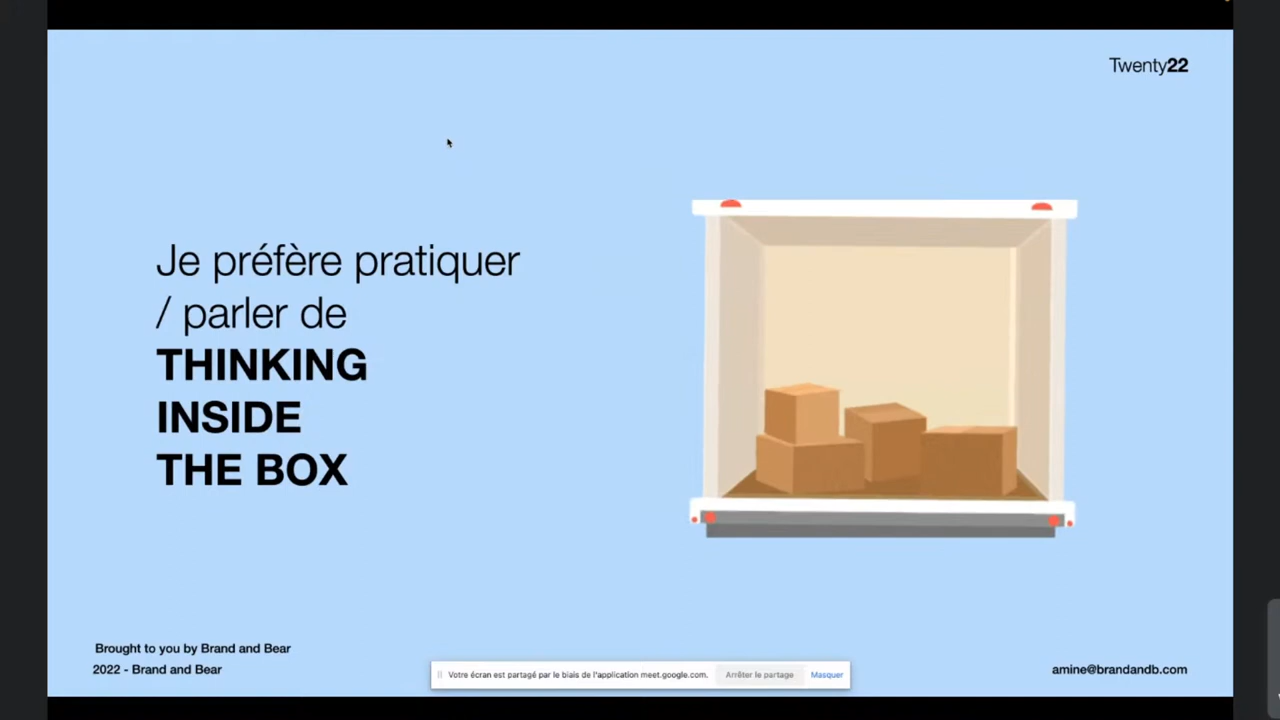 Twenty22
Je préfère pratiquer
/ parler de
THINKING
INSIDE
THE BOX
Brought to you by Brand and Bear
2022 - Brand and Bear
Votre écran est partagé par le biais de l'application meet.google.com.
Arrêter le partage
Masquer
amine@brandandb.com